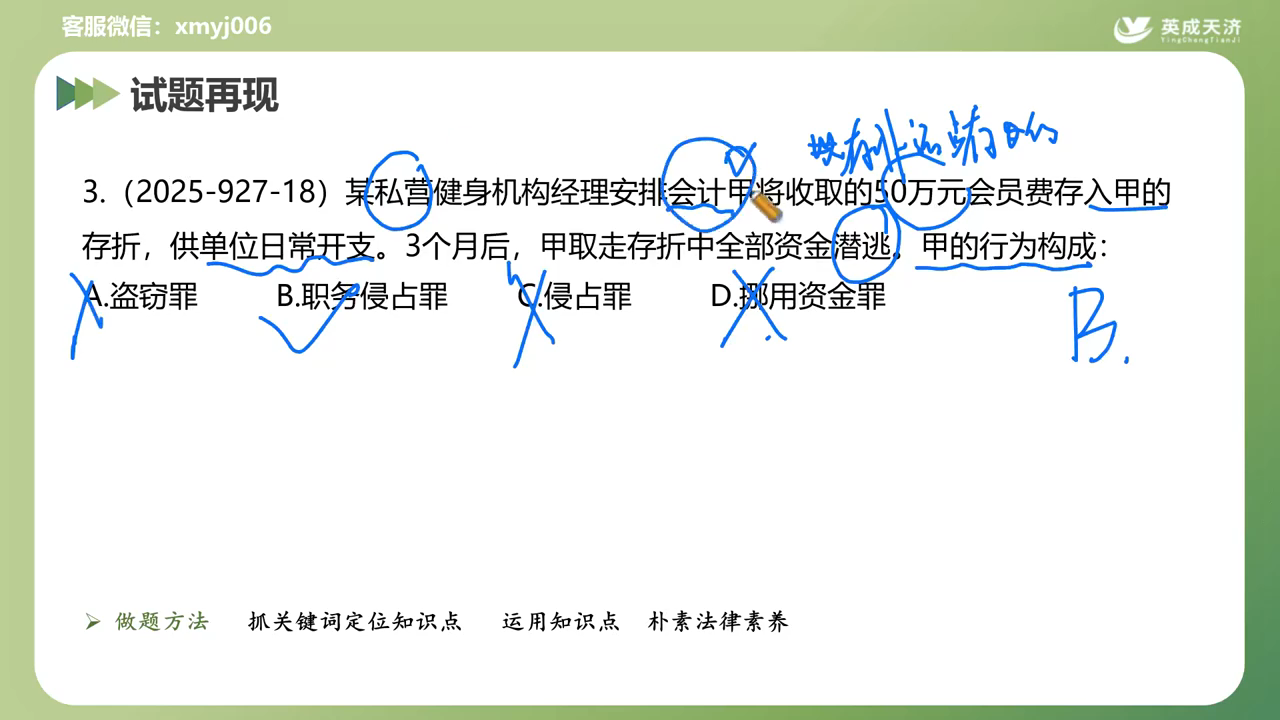 客服微信：xmyj006
英成天济
YingChengTianJi
试题再现
3.（2025-927-18）某私营健身机构经理安排会计甲将收取的50万元会员费存入甲的
存折，供单位日常开支。3个月后，甲取走存折中全部资金潜逃。甲的行为构成：
A.盗窃罪 B.职务侵占罪 C.侵占罪 D.挪用资金罪
B.
做题方法 抓关键词定位知识点 运用知识点 朴素法律素养